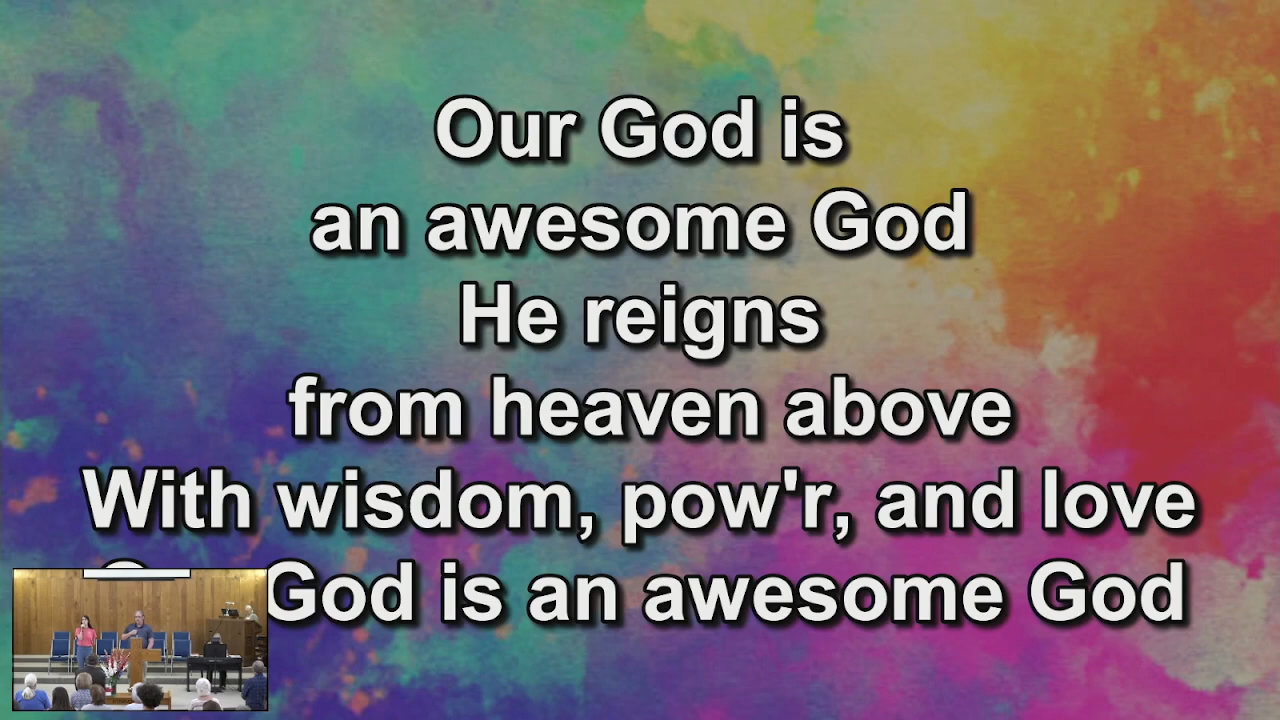 Our God is
an awesome God
He reigns
from heaven above
With wisdom, pow'r, and love
God is an awesome God